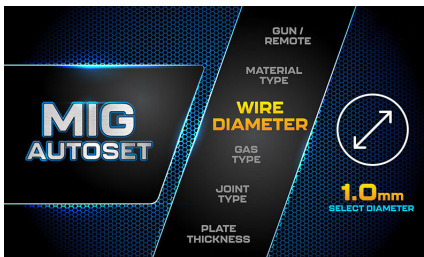 MIG
AUTOSET
GUN /
REMOTE
MATERIAL
TYPE
WIRE
DIAMETER
GAS
TYPE
JOINT
TYPE
PLATE
THICKNESS
1.0mm
SELECT DIAMETER